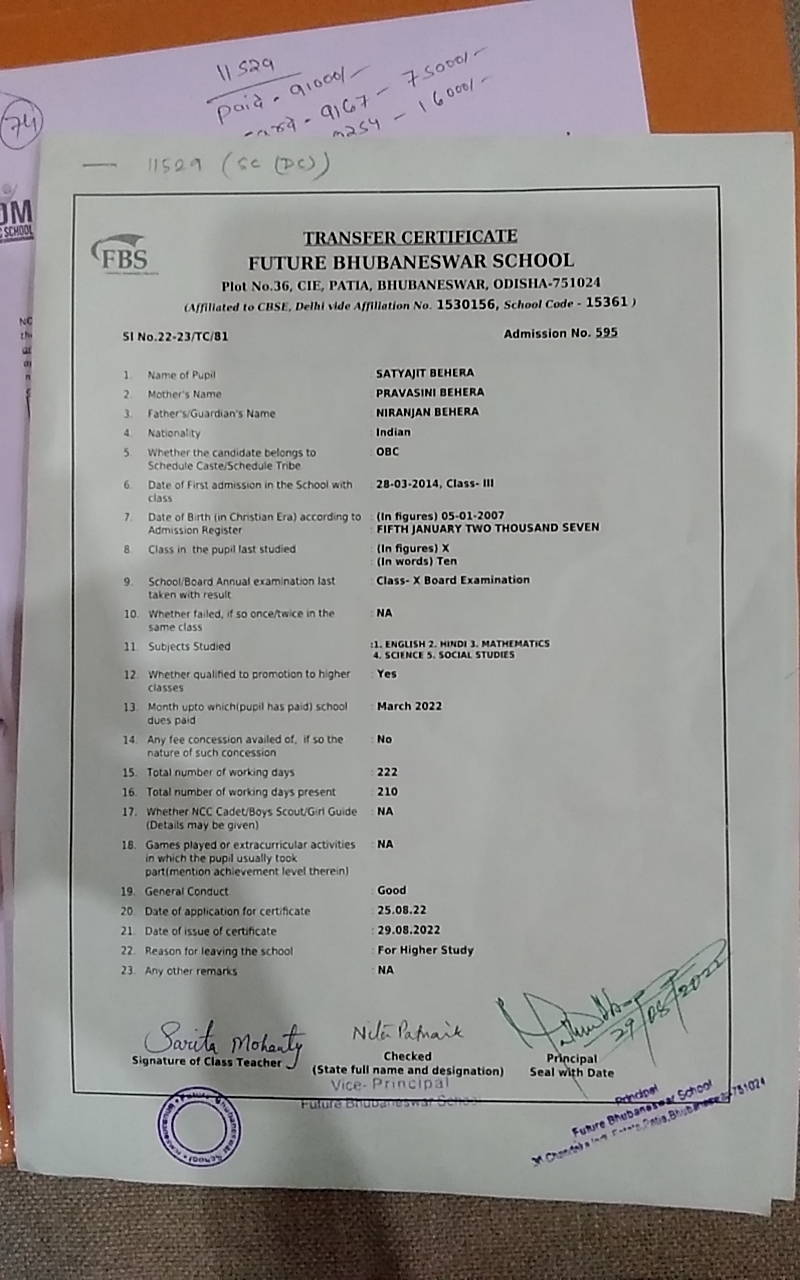 11529
paid - 91000/-
9167 - 75000/-
- 16000/-
74
11529 (SC (DC))
SCHOOL
FBS
TRANSFER CERTIFICATE
FUTURE BHUBANESWAR SCHOOL
Plot No.36, CIE, PATIA, BHUBANESWAR, ODISHA-751024
(Affiliated to CBSE, Delhi vide Affiliation No. 1530156, School Code - 15361 )
Sl No.22-23/TC/81 Admission No. 595
1. Name of Pupil : SATYAJIT BEHERA
2. Mother's Name : PRAVASINI BEHERA
3. Father's/Guardian's Name : NIRANJAN BEHERA
4. Nationality : Indian
5. Whether the candidate belongs to : OBC
Schedule Caste/Schedule Tribe
6. Date of First admission in the School with : 28-03-2014, Class- III
class
7. Date of Birth (in Christian Era) according to : (In figures) 05-01-2007
Admission Register : FIFTH JANUARY TWO THOUSAND SEVEN
8. Class in the pupil last studied : (In figures) X
: (In words) Ten
9. School/Board Annual examination last : Class- X Board Examination
taken with result
10. Whether failed, if so once/twice in the : NA
same class
11. Subjects Studied :1. ENGLISH 2. HINDI 3. MATHEMATICS
4. SCIENCE 5. SOCIAL STUDIES
12. Whether qualified to promotion to higher : Yes
classes
13. Month upto which(pupil has paid) school : March 2022
dues paid
14. Any fee concession availed of, if so the : No
nature of such concession
15. Total number of working days : 222
16. Total number of working days present : 210
17. Whether NCC Cadet/Boys Scout/Girl Guide : NA
(Details may be given)
18. Games played or extracurricular activities : NA
in which the pupil usually took
part(mention achievement level therein)
19. General Conduct : Good
20. Date of application for certificate : 25.08.22
21. Date of issue of certificate : 29.08.2022
22. Reason for leaving the school : For Higher Study
23. Any other remarks : NA
Sarita Mohanty Niter Patnaik 29/08/2022
Signature of Class Teacher Checked Principal
(State full name and designation) Seal with Date
Vice- Principal
Future Bhubaneswar School
Principal
Future Bhubaneswar School
Patia, Bhubaneswar-751024
Future Bhubaneswar School